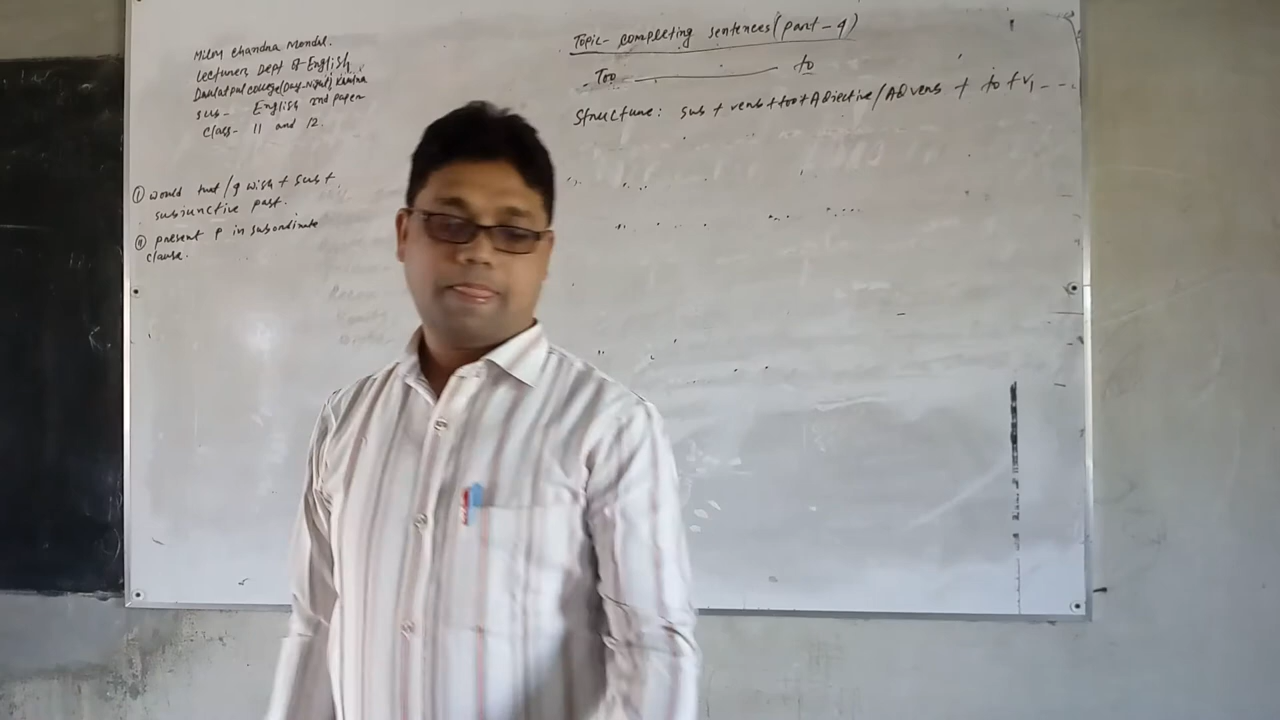 Miloy Chandra Mondal.
Lecturer, Dept of English
Daulatpur college (Day-Night), Khulna
Sub- English 2nd paper
Class- 11 and 12.
① would that / I wish + sub +
subjunctive past.
② present P in subordinate
clause.
Topic- completing sentences (part - 4)
Too to
Structure: sub + verb + too + Adjective / Adverb + to + v1 ....